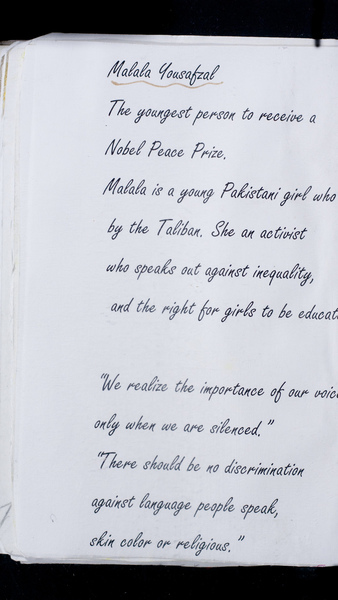 Malala Yousafzal
The youngest person to receive a
Nobel Peace Prize.
Malala is a young Pakistani girl who
by the Taliban. She an activist
who speaks out against inequality,
and the right for girls to be educat
"We realize the importance of our voic
only when we are silenced."
"There should be no discrimination
against language people speak,
skin color or religious."